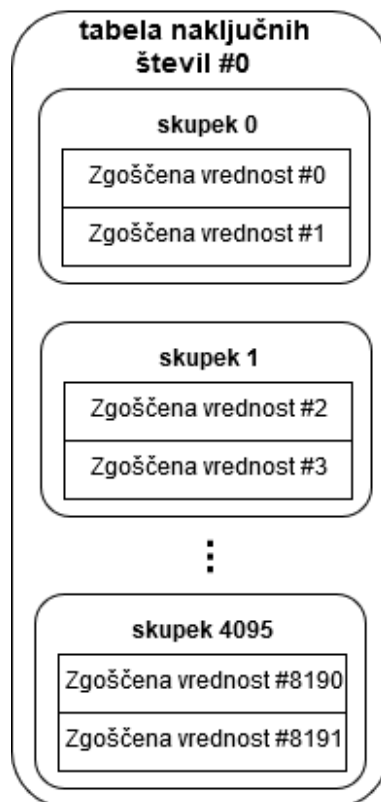 tabela naključnih
števil #0
skupek 0
Zgoščena vrednost #0
Zgoščena vrednost #1
skupek 1
Zgoščena vrednost #2
Zgoščena vrednost #3
skupek 4095
Zgoščena vrednost #8190
Zgoščena vrednost #8191